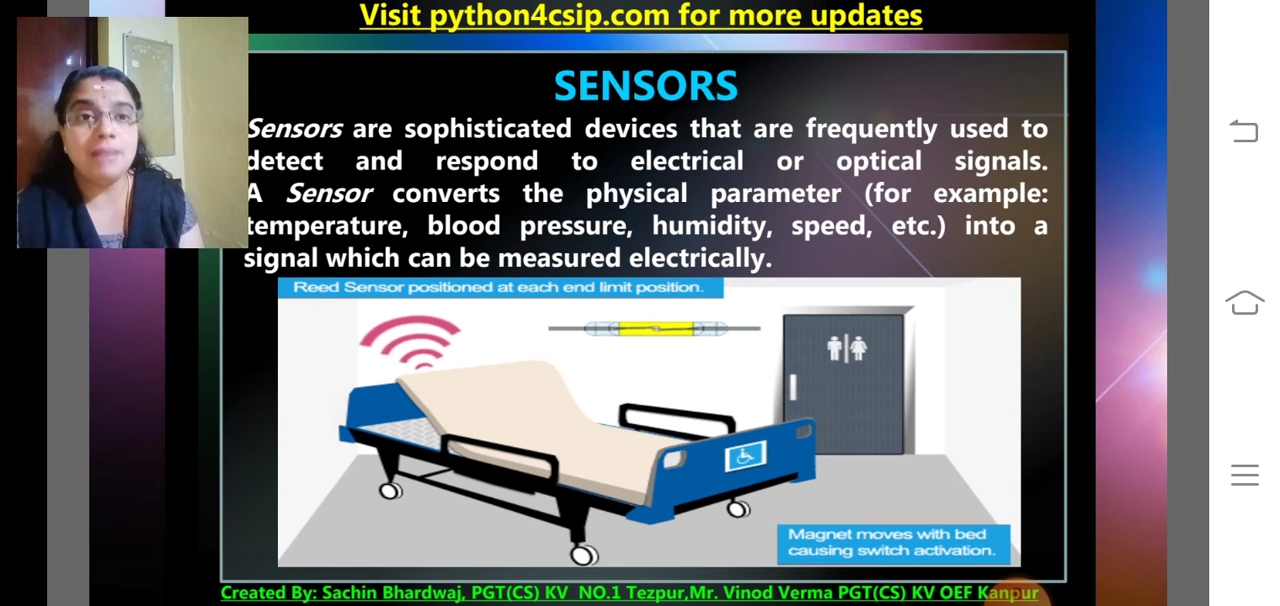 Visit python4csip.com for more updates
SENSORS
Sensors are sophisticated devices that are frequently used to
detect and respond to electrical or optical signals.
A Sensor converts the physical parameter (for example:
temperature, blood pressure, humidity, speed, etc.) into a
signal which can be measured electrically.
Reed Sensor positioned at each end limit position.
Magnet moves with bed
causing switch activation.
Created By: Sachin Bhardwaj, PGT(CS) KV NO.1 Tezpur,Mr. Vinod Verma PGT(CS) KV OEF Kanpur